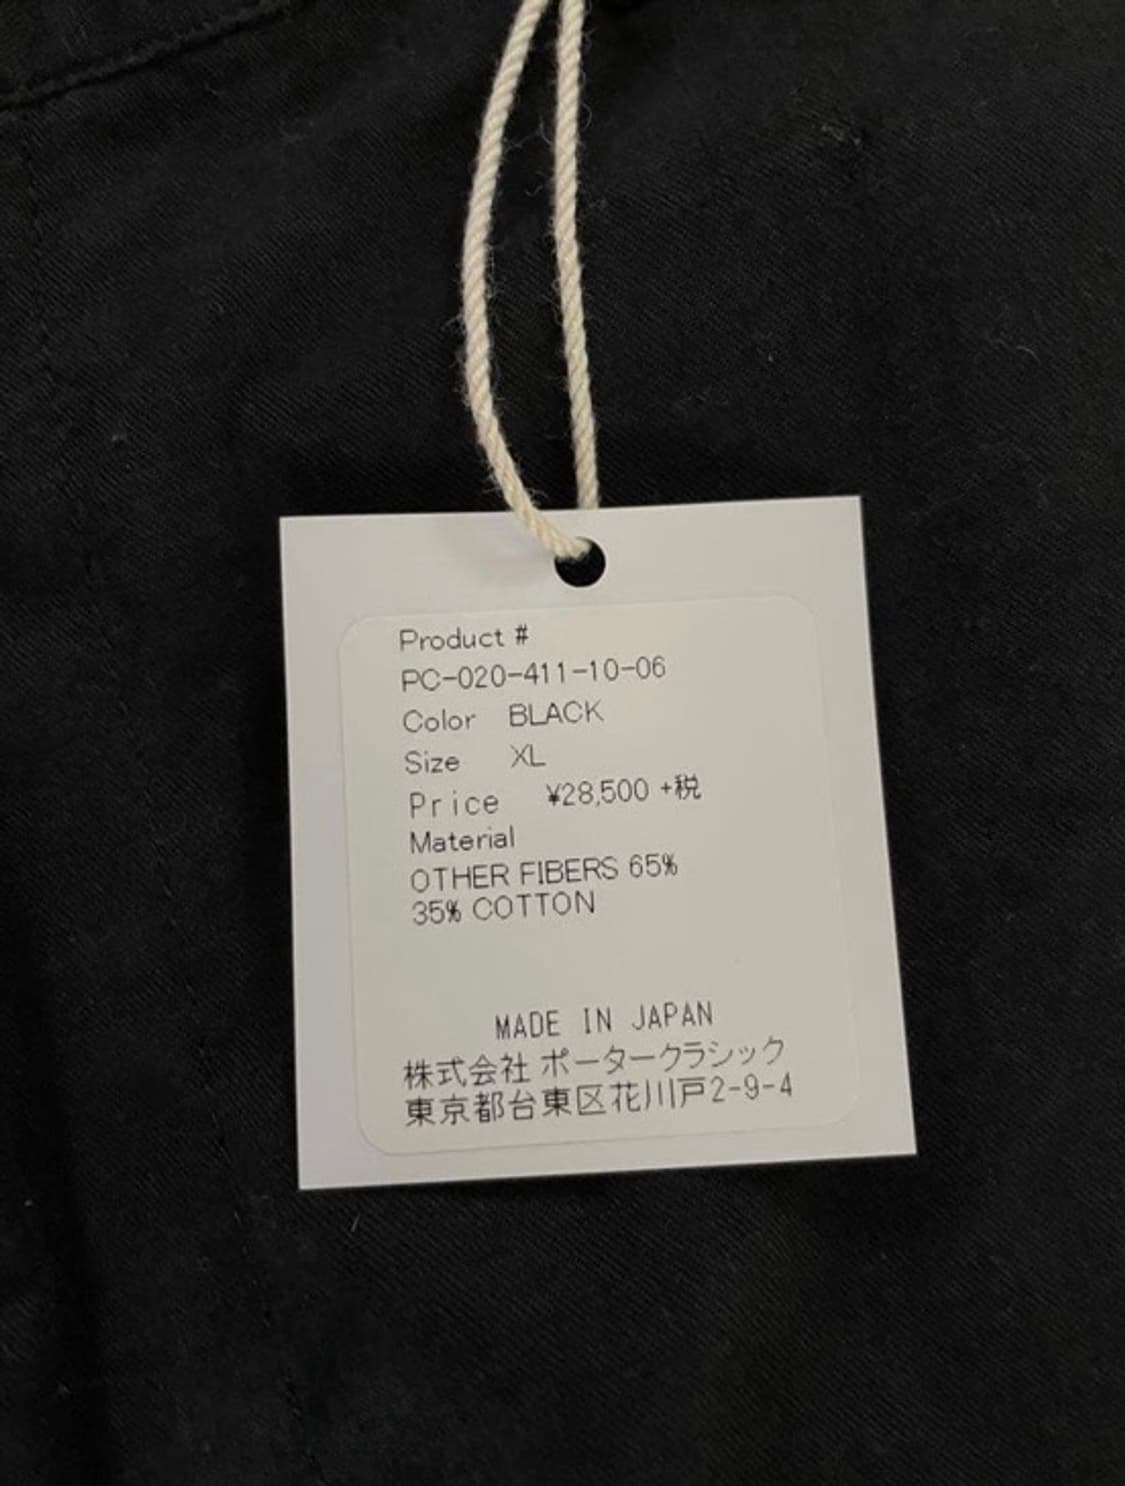 Product #
PC-020-411-10-06
Color BLACK
Size XL
Price ¥28,500 +税
Material
OTHER FIBERS 65%
35% COTTON
MADE IN JAPAN
株式会社 ポータークラシック
東京都台東区花川戸2-9-4